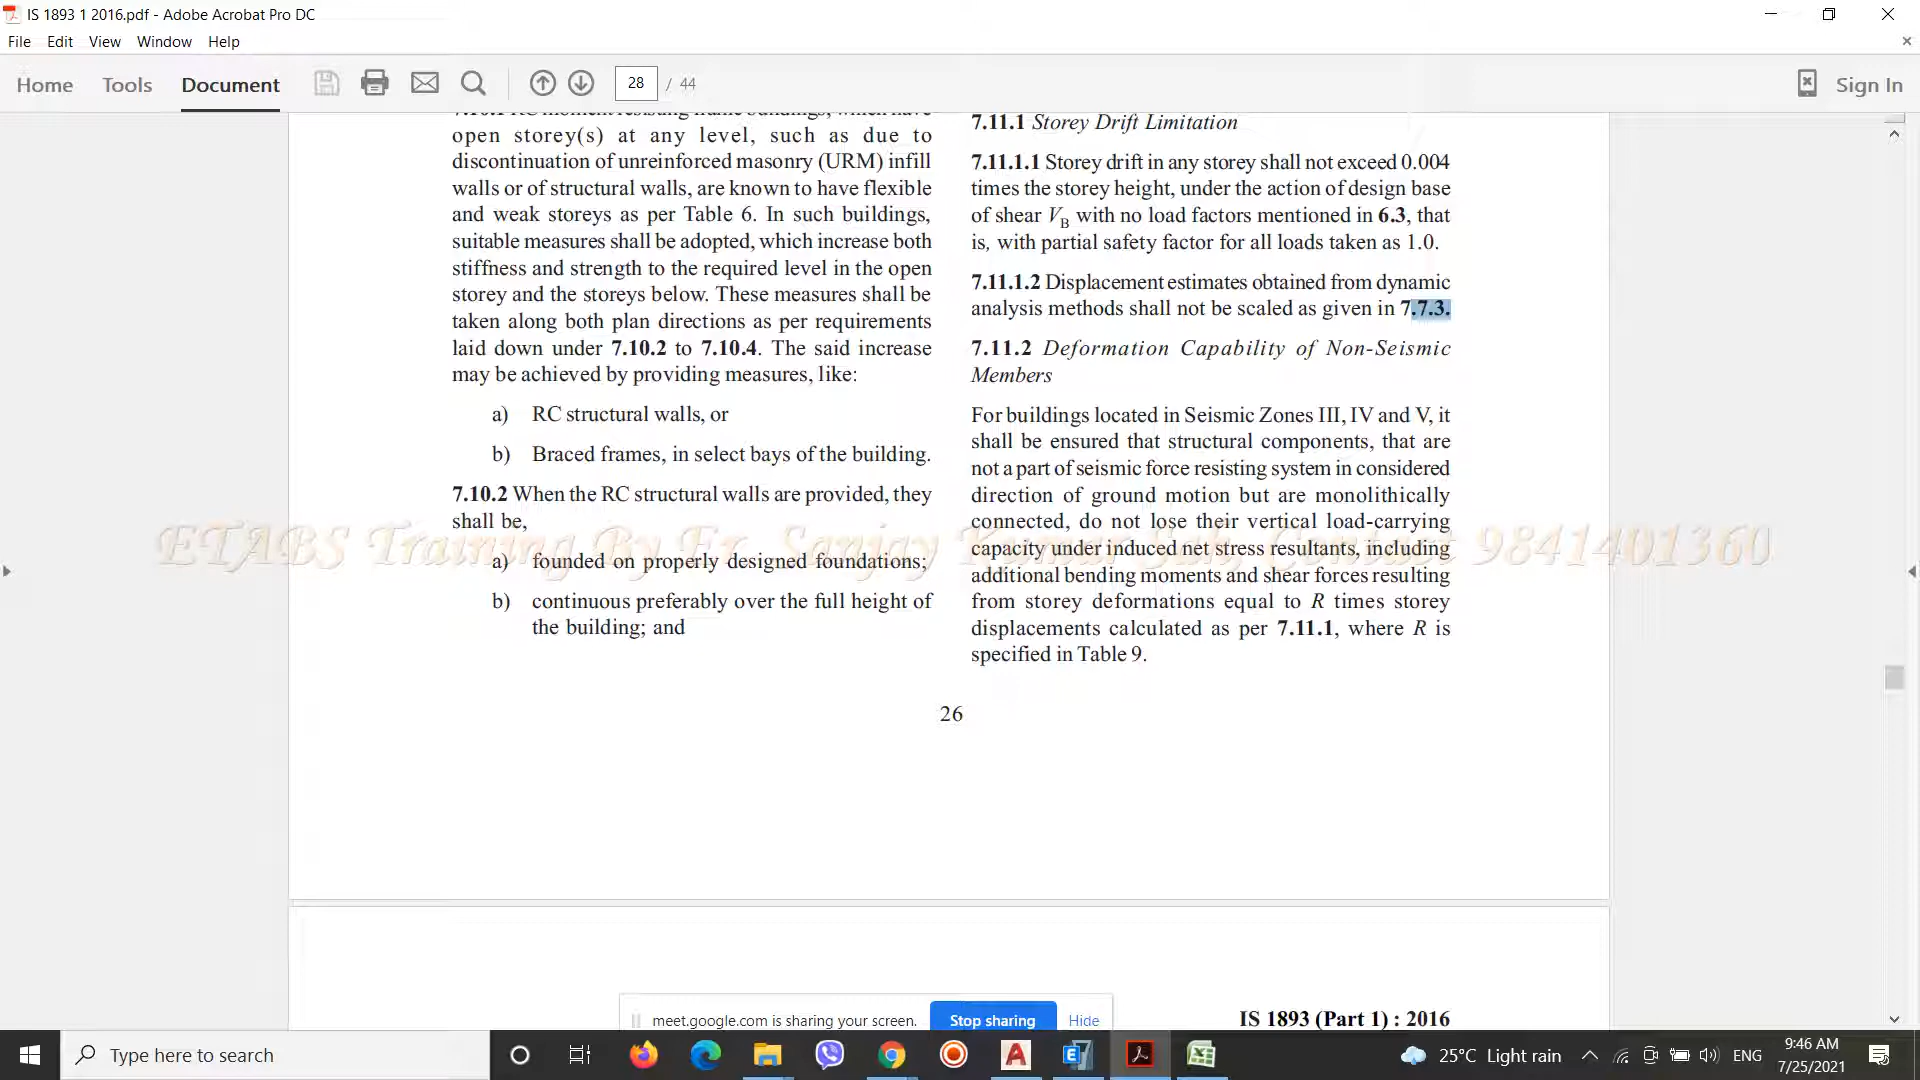 IS 1893 1 2016.pdf - Adobe Acrobat Pro DC
File Edit View Window Help
Home Tools Document 28 / 44 Sign In
7.10.1 RC moment resisting frame buildings, which have
open storey(s) at any level, such as due to
discontinuation of unreinforced masonry (URM) infill
walls or of structural walls, are known to have flexible
and weak storeys as per Table 6. In such buildings,
suitable measures shall be adopted, which increase both
stiffness and strength to the required level in the open
storey and the storeys below. These measures shall be
taken along both plan directions as per requirements
laid down under 7.10.2 to 7.10.4. The said increase
may be achieved by providing measures, like:
a) RC structural walls, or
b) Braced frames, in select bays of the building.
7.10.2 When the RC structural walls are provided, they
shall be,
a) founded on properly designed foundations;
b) continuous preferably over the full height of
the building; and
7.11.1 Storey Drift Limitation
7.11.1.1 Storey drift in any storey shall not exceed 0.004
times the storey height, under the action of design base
of shear VB with no load factors mentioned in 6.3, that
is, with partial safety factor for all loads taken as 1.0.
7.11.1.2 Displacement estimates obtained from dynamic
analysis methods shall not be scaled as given in 7.7.3.
7.11.2 Deformation Capability of Non-Seismic
Members
For buildings located in Seismic Zones III, IV and V, it
shall be ensured that structural components, that are
not a part of seismic force resisting system in considered
direction of ground motion but are monolithically
connected, do not lose their vertical load-carrying
capacity under induced net stress resultants, including
additional bending moments and shear forces resulting
from storey deformations equal to R times storey
displacements calculated as per 7.11.1, where R is
specified in Table 9.
ETABS Training By Er. Sanjay Kumar Sah, Contact 9841401360
26
meet.google.com is sharing your screen. Stop sharing Hide
IS 1893 (Part 1) : 2016
Type here to search
25°C Light rain ENG
9:46 AM
7/25/2021